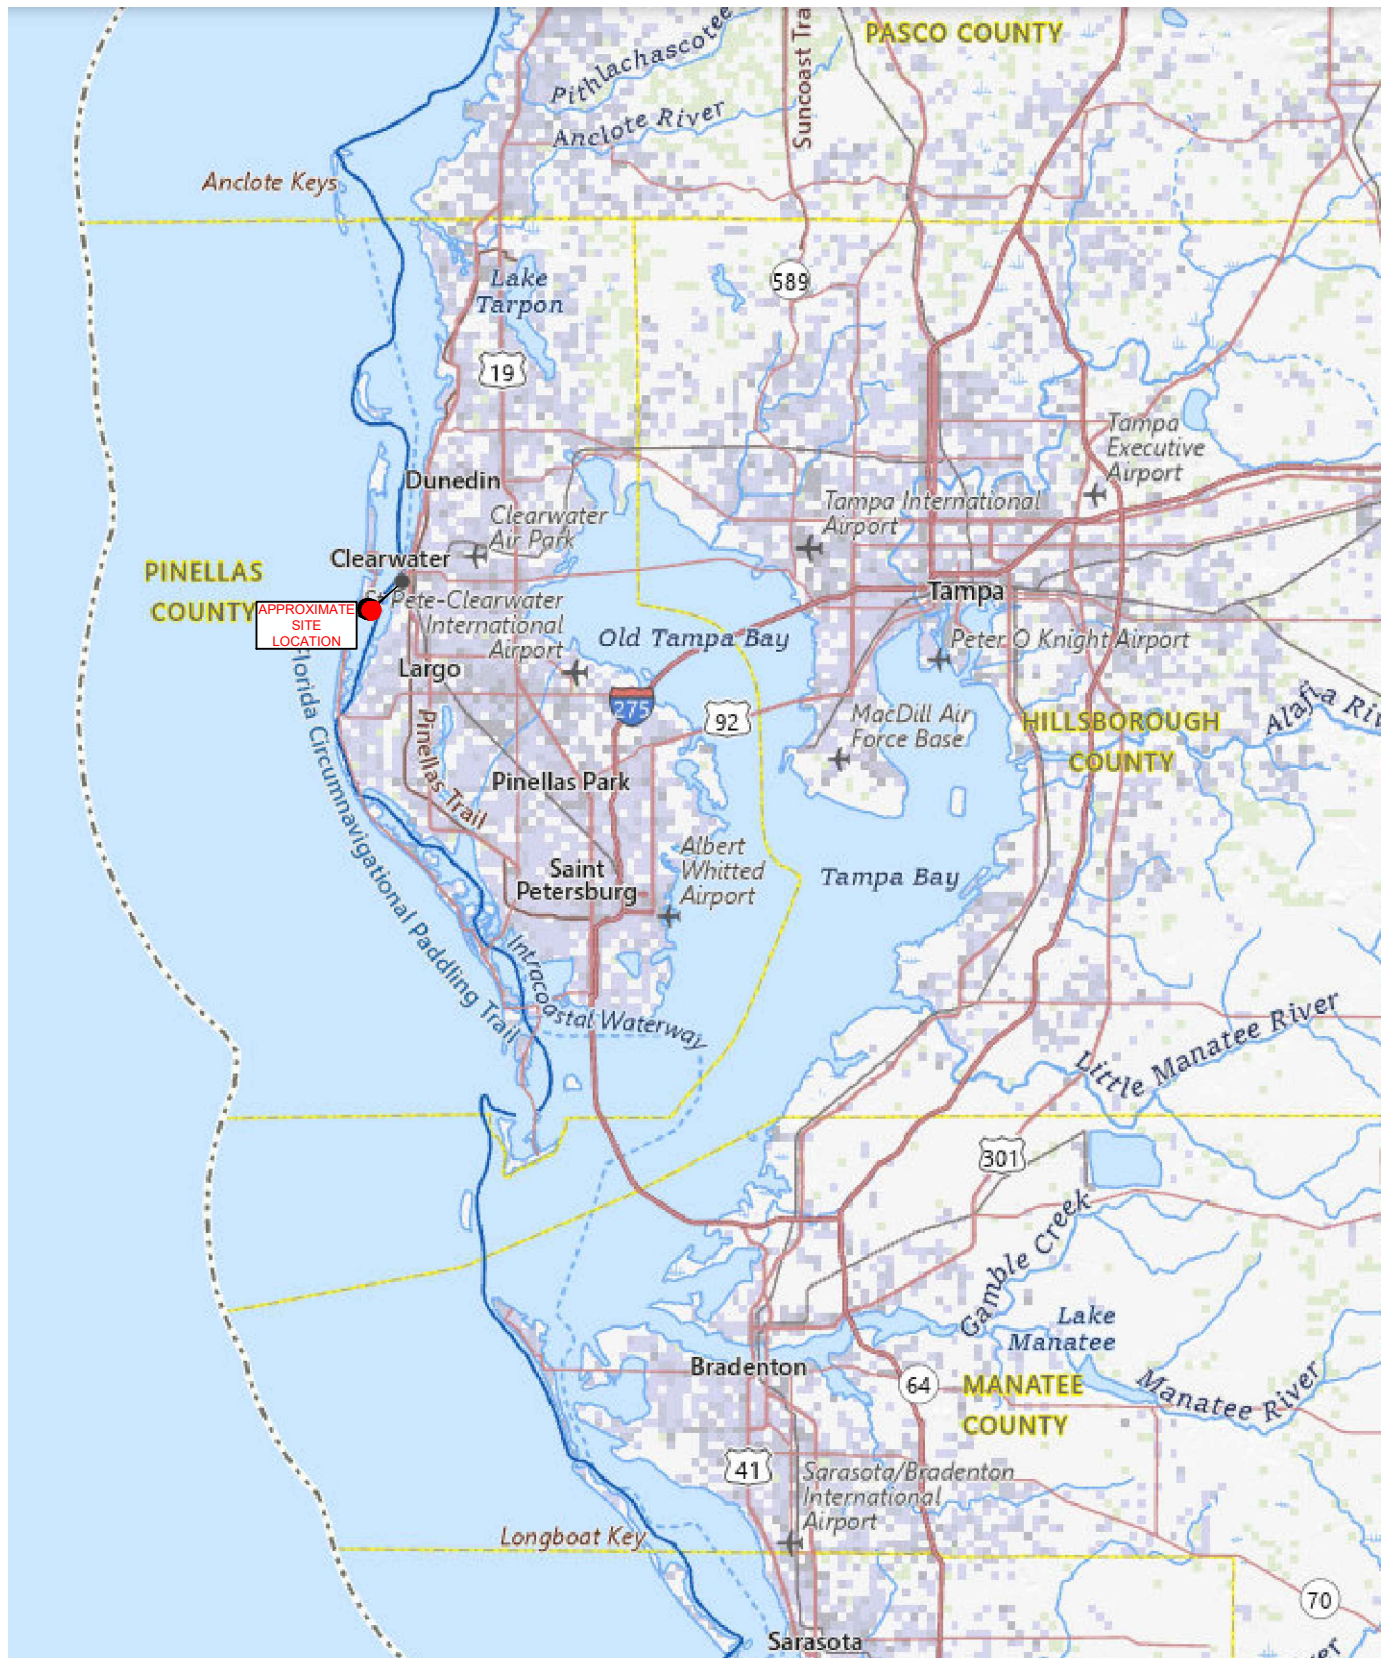 PASCO COUNTY
Suncoast Tra
Pithlachascotee
Anclote River
Anclote Keys
Lake
Tarpon
589
19
Tampa
Executive
Airport
Dunedin
Clearwater
Air Park
Tampa International
Airport
Clearwater
PINELLAS
COUNTY
APPROXIMATE
SITE
LOCATION
St Pete-Clearwater
International
Airport
Tampa
Old Tampa Bay
Peter O Knight Airport
Largo
275
92
MacDill Air
Force Base
HILLSBOROUGH
COUNTY
Alafia Riv
Florida Circumnavigational Paddling Trail
Pinellas Trail
Pinellas Park
Albert
Whitted
Airport
Saint
Petersburg
Tampa Bay
Intracoastal Waterway
Little Manatee River
301
Gamble Creek
Lake
Manatee
Bradenton
64
MANATEE
COUNTY
Manatee River
41
Sarasota/Bradenton
International
Airport
Longboat Key
70
Sarasota
ver